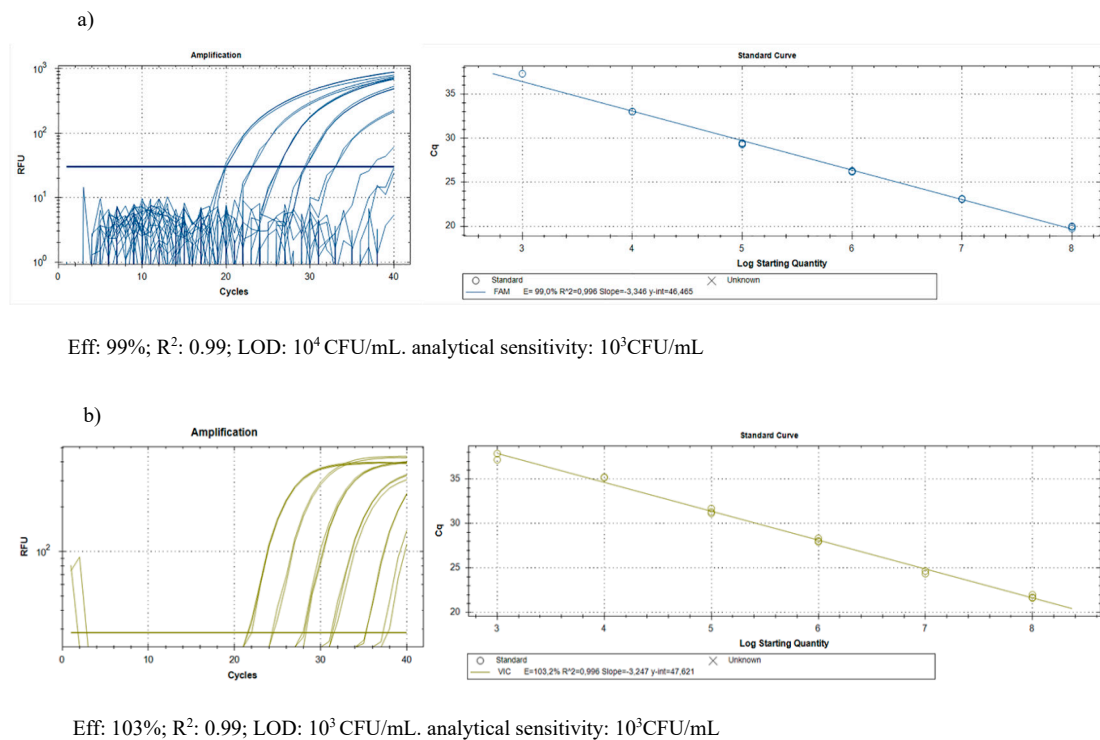 a)
Amplification
RFU
10³
10²
10¹
10⁰
0 10 20 30 40
Cycles
Standard Curve
Cq
35
30
25
20
3 4 5 6 7 8
Log Starting Quantity
Standard Unknown
FAM E= 99,0% R^2=0,996 Slope=-3,346 y-int=46,465
Eff: 99%; R²: 0.99; LOD: 10⁴ CFU/mL. analytical sensitivity: 10³CFU/mL
b)
Amplification
RFU
10²
0 10 20 30 40
Cycles
Standard Curve
Cq
35
30
25
20
3 4 5 6 7 8
Log Starting Quantity
Standard Unknown
VIC E=103,2% R^2=0,996 Slope=-3,247 y-int=47,621
Eff: 103%; R²: 0.99; LOD: 10³ CFU/mL. analytical sensitivity: 10³CFU/mL